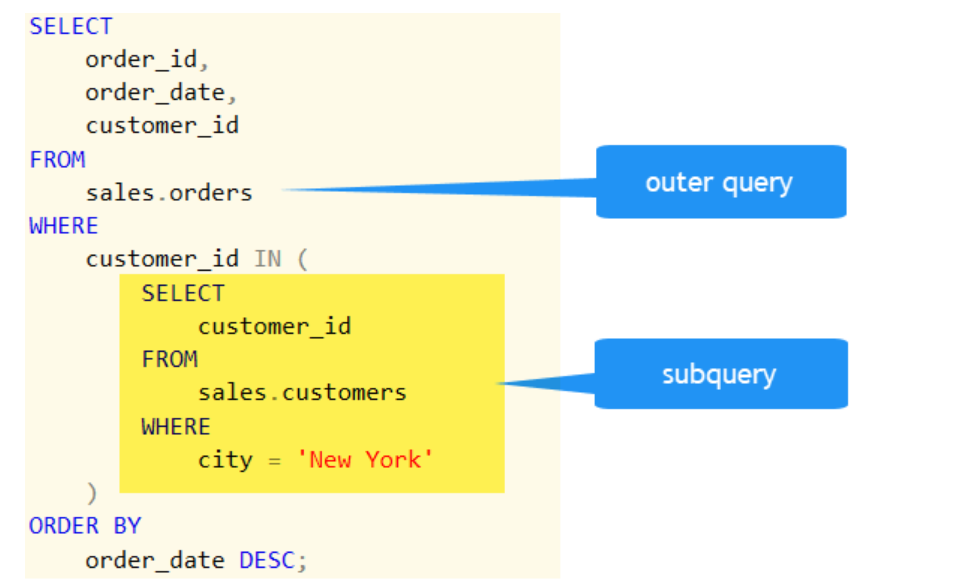 SELECT
order_id,
order_date,
customer_id
FROM
sales.orders
outer query
WHERE
customer_id IN (
SELECT
customer_id
FROM
sales.customers
subquery
WHERE
city = 'New York'
)
ORDER BY
order_date DESC;